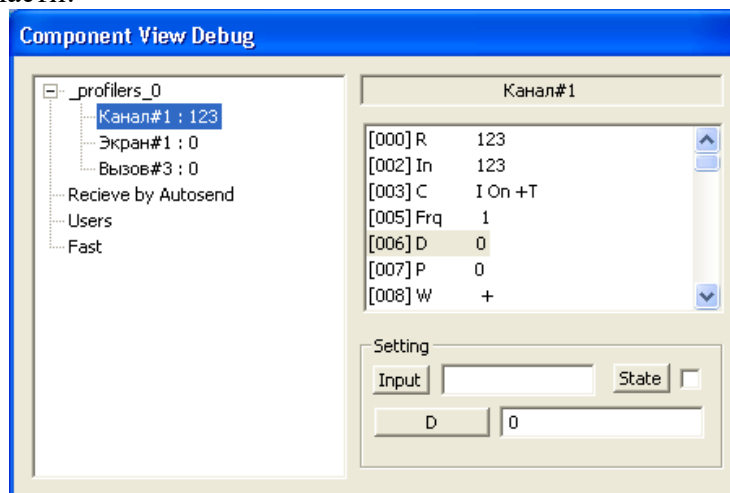 Component View Debug
_profilers_0
Канал#1 : 123
Экран#1 : 0
Вызов#3 : 0
Recieve by Autosend
Users
Fast
Канал#1
[000] R 123
[002] In 123
[003] C I On +T
[005] Frq 1
[006] D 0
[007] P 0
[008] W +
Setting
Input State
D 0